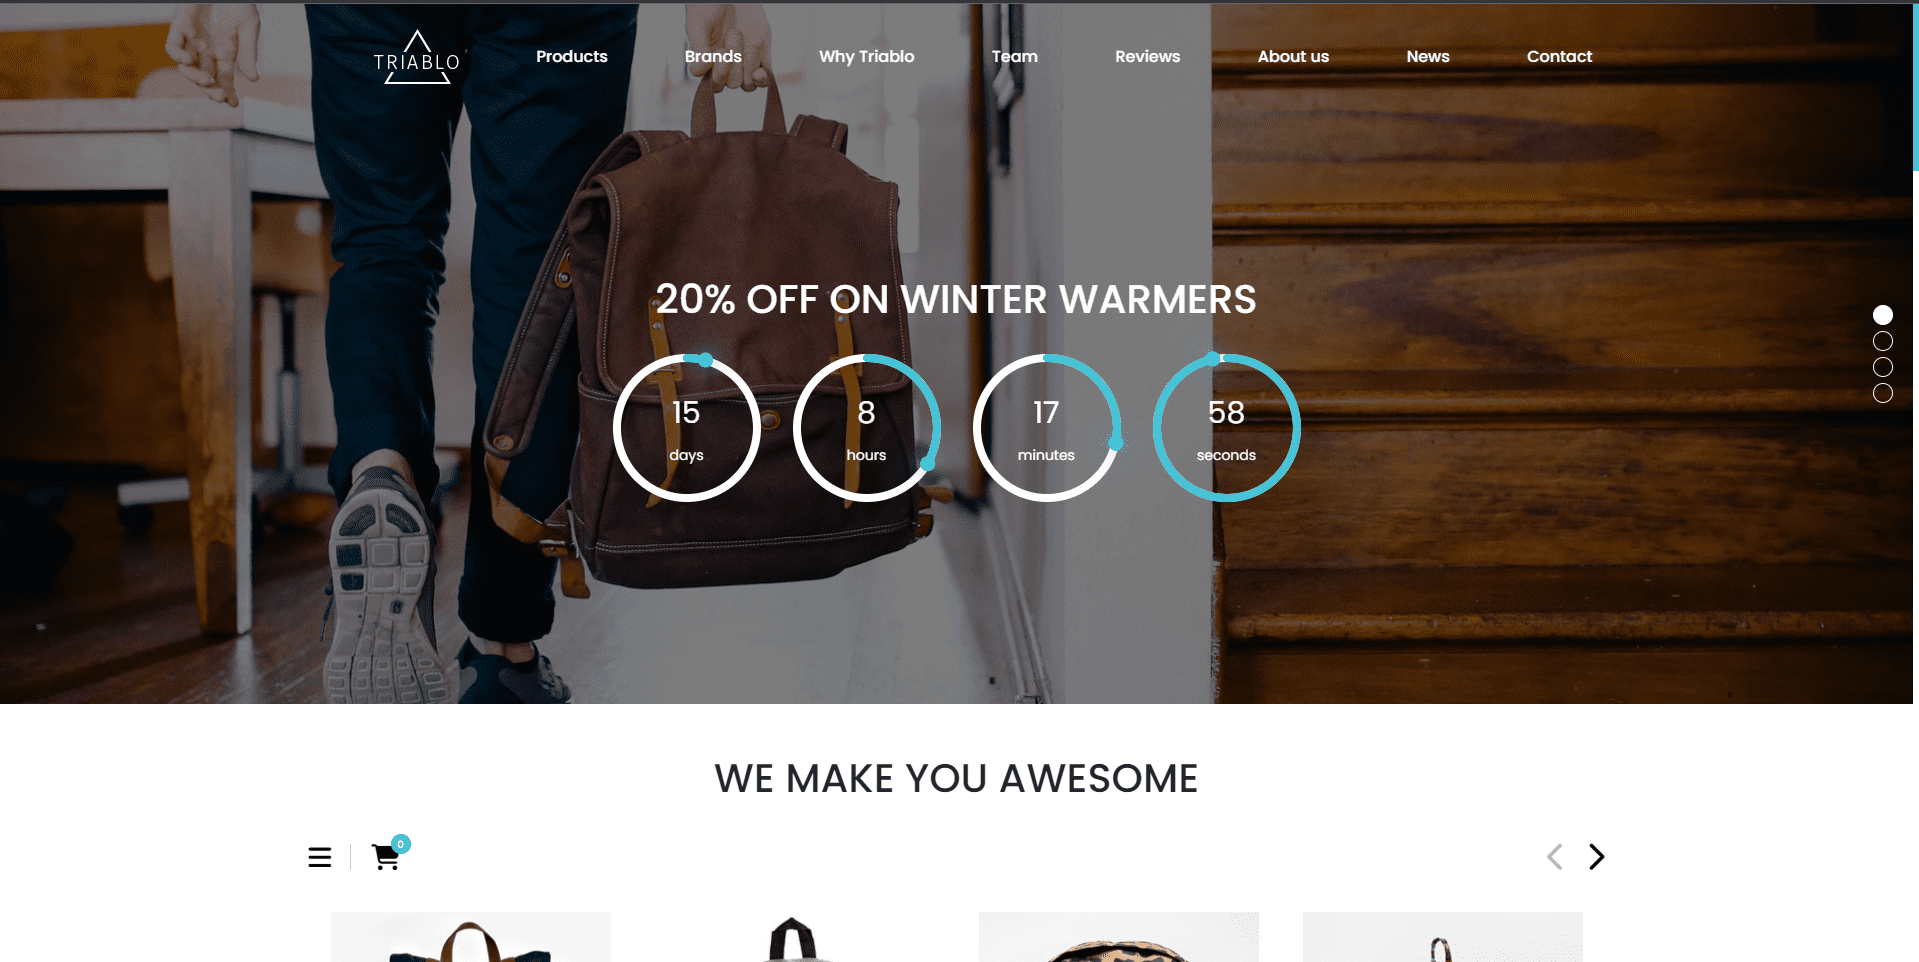 TRIABLO
Products Brands Why Triablo Team Reviews About us News Contact
20% OFF ON WINTER WARMERS
15 8 17 58
days hours minutes seconds
WE MAKE YOU AWESOME
0